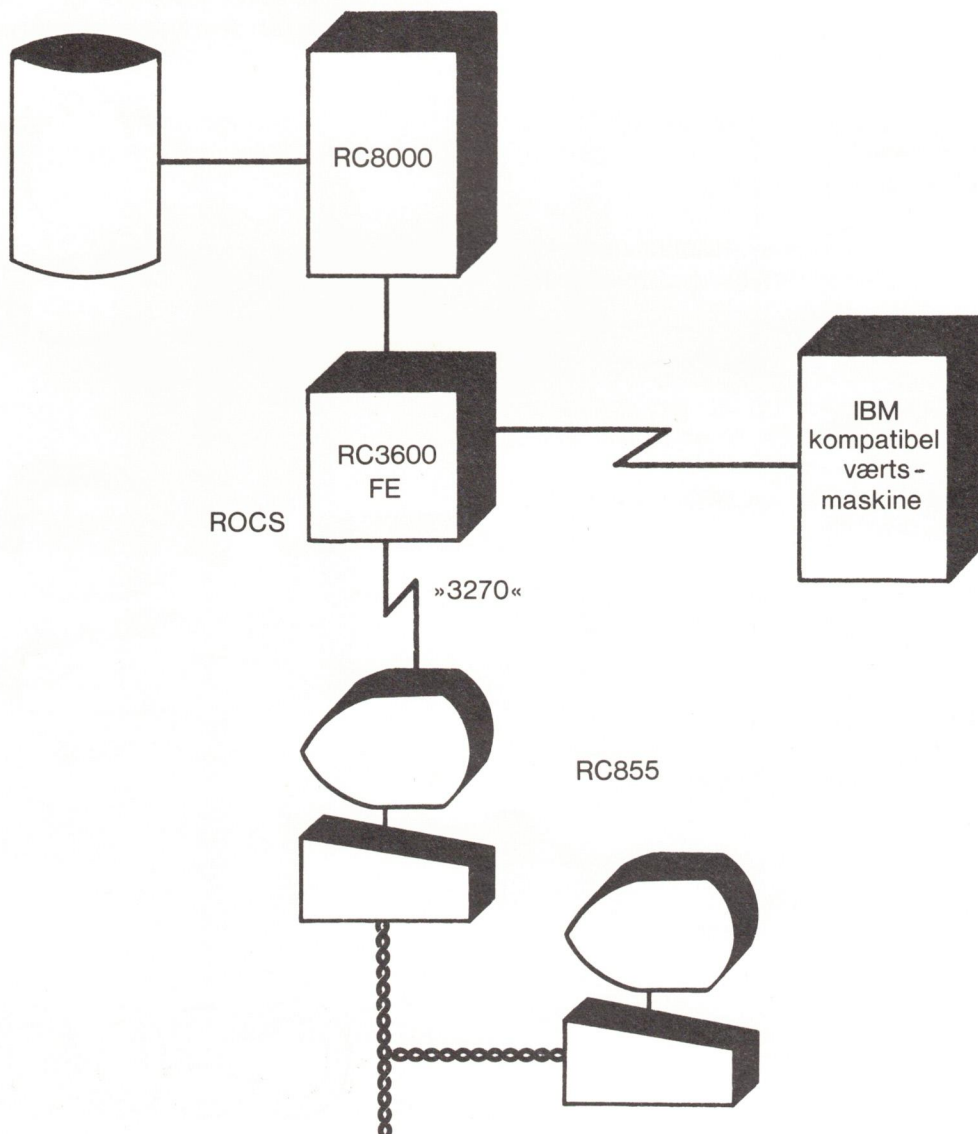 RC8000
IBM
kompatibel
værts-
maskine
RC3600
FE
ROCS
»3270«
RC855